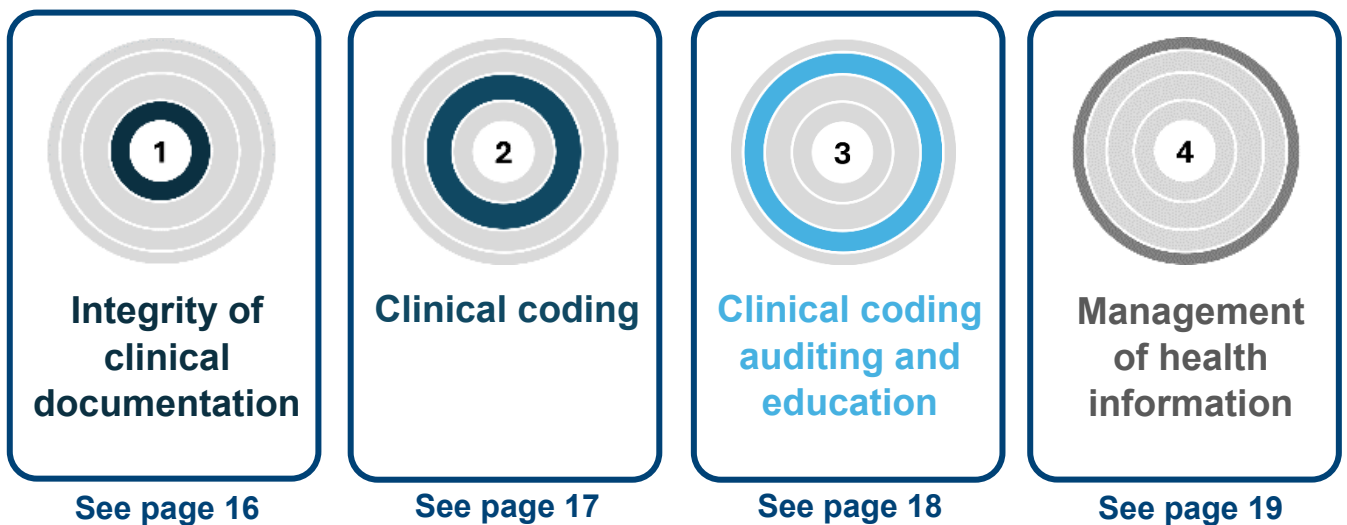 1
Integrity of
clinical
documentation
See page 16
2
Clinical coding
See page 17
3
Clinical coding
auditing and
education
See page 18
4
Management
of health
information
See page 19